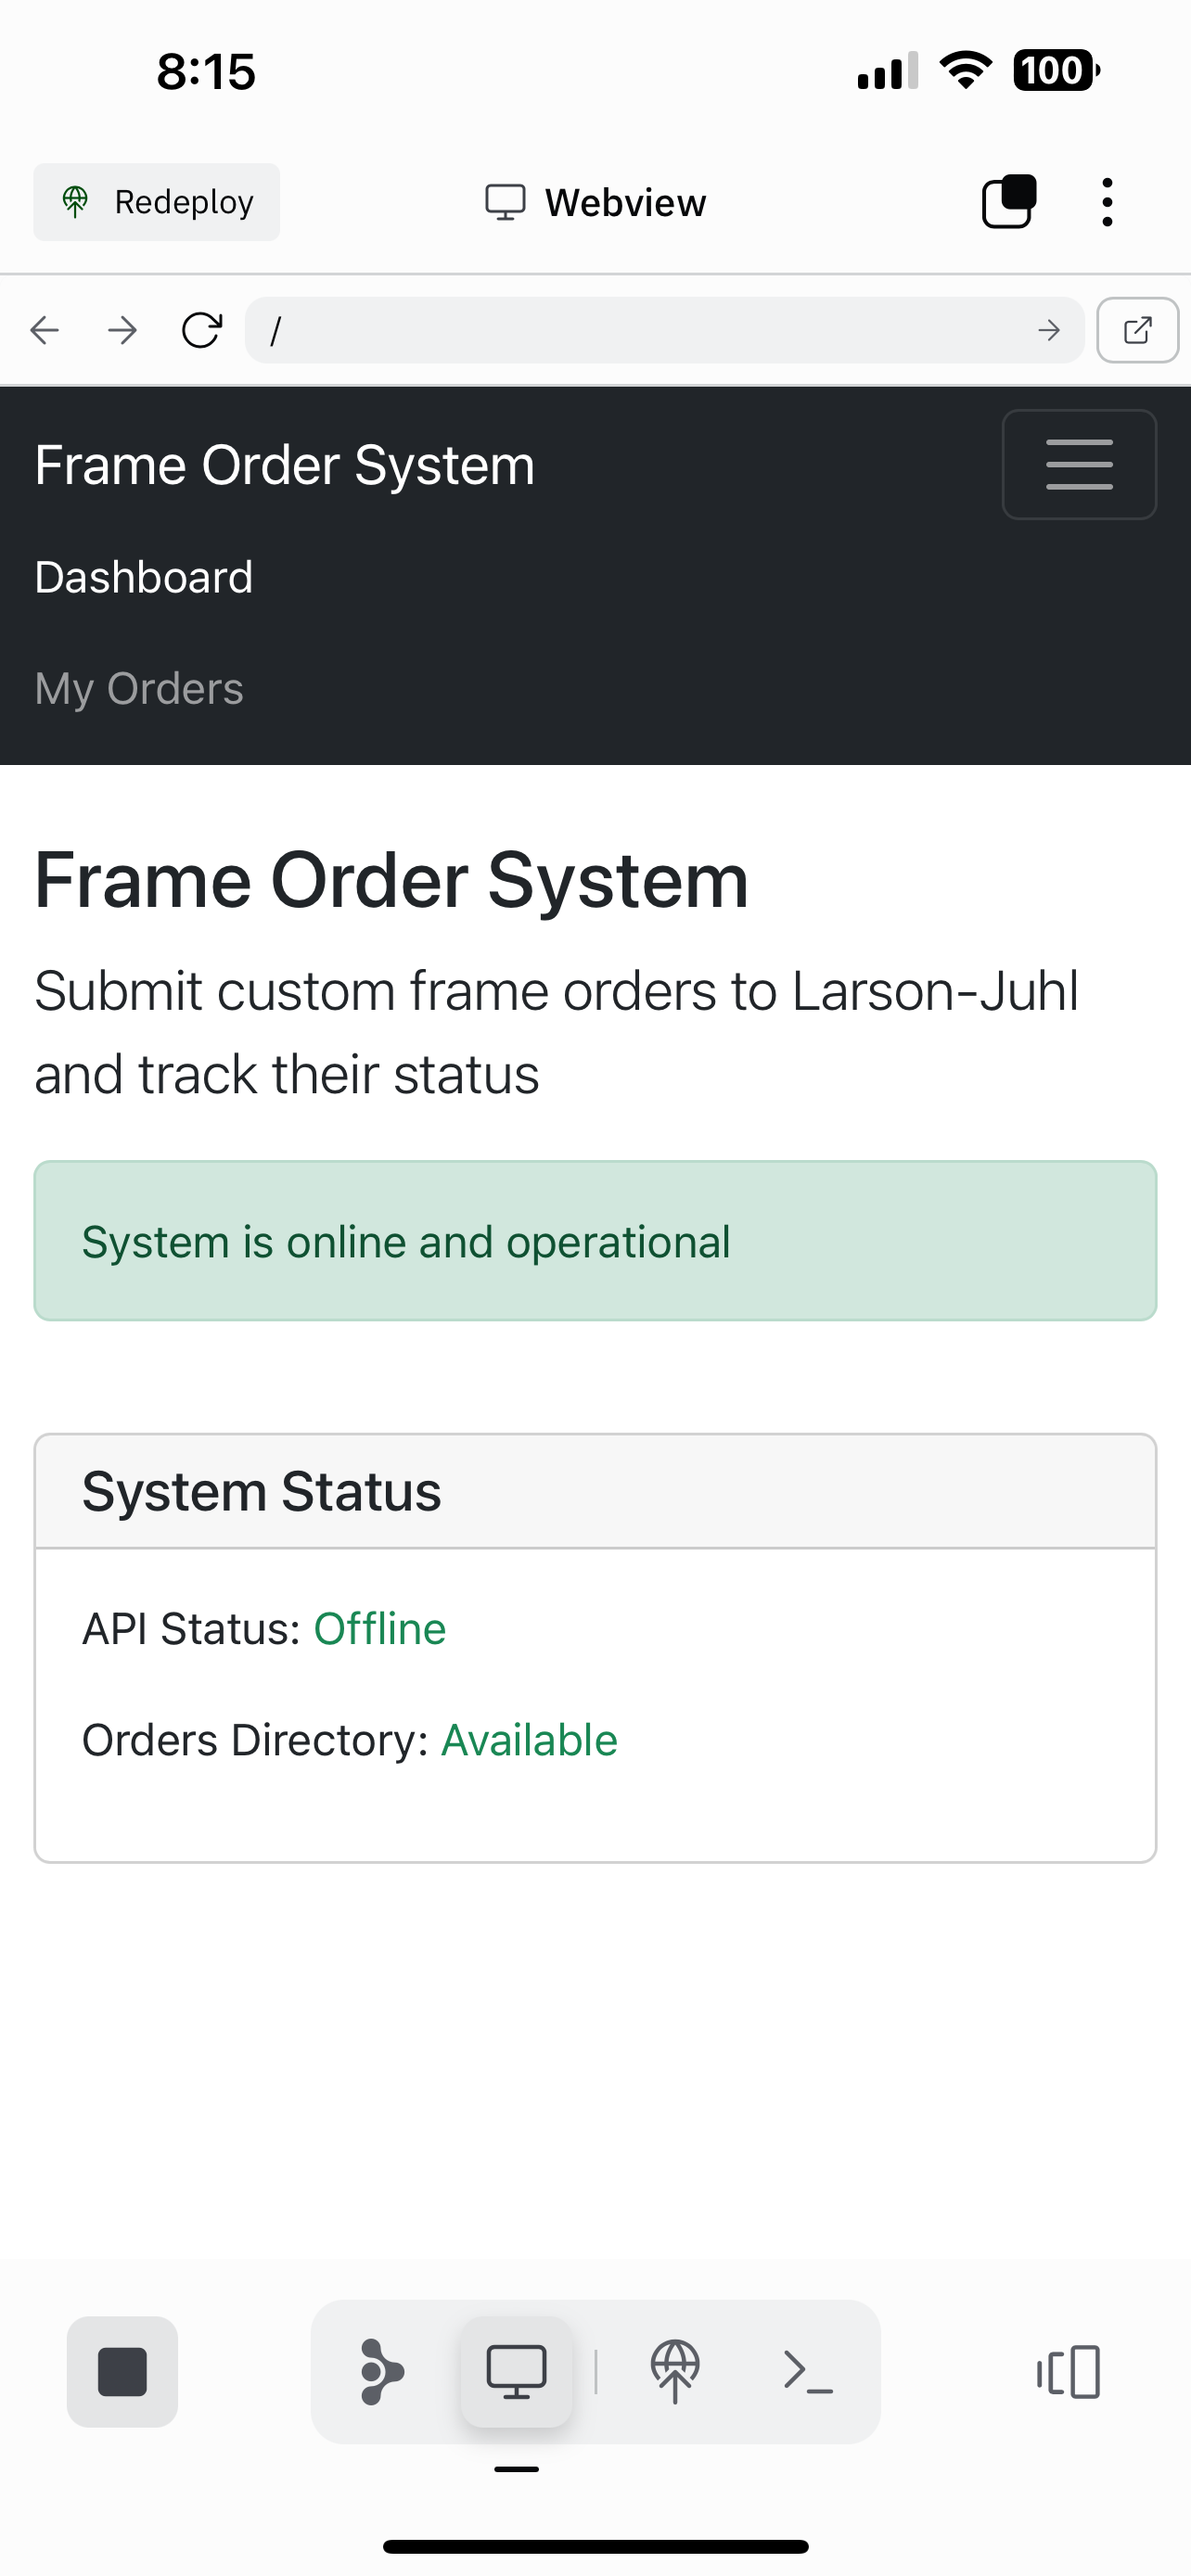 8:15
100
Redeploy
Webview
/
Frame Order System
Dashboard
My Orders
Frame Order System
Submit custom frame orders to Larson-Juhl
and track their status
System is online and operational
System Status
API Status: Offline
Orders Directory: Available